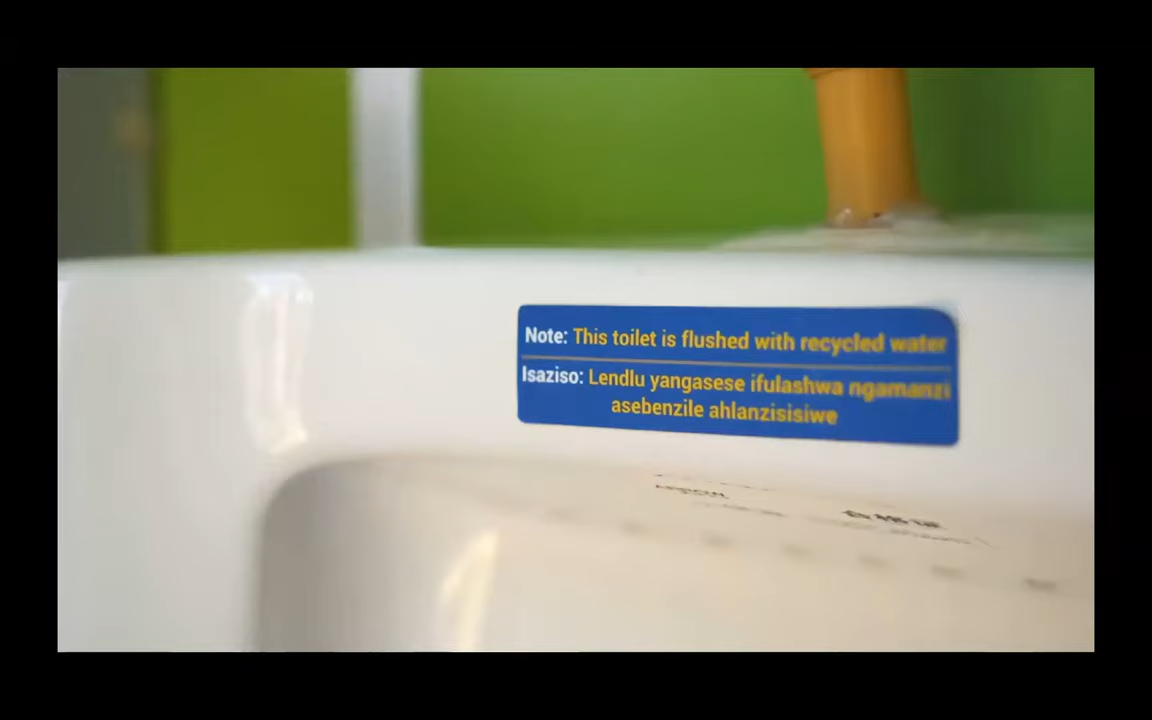 Note: This toilet is flushed with recycled water
Isaziso: Lendlu yangasese ifulashwa ngamanzi
asebenzile ahlanzisisiwe